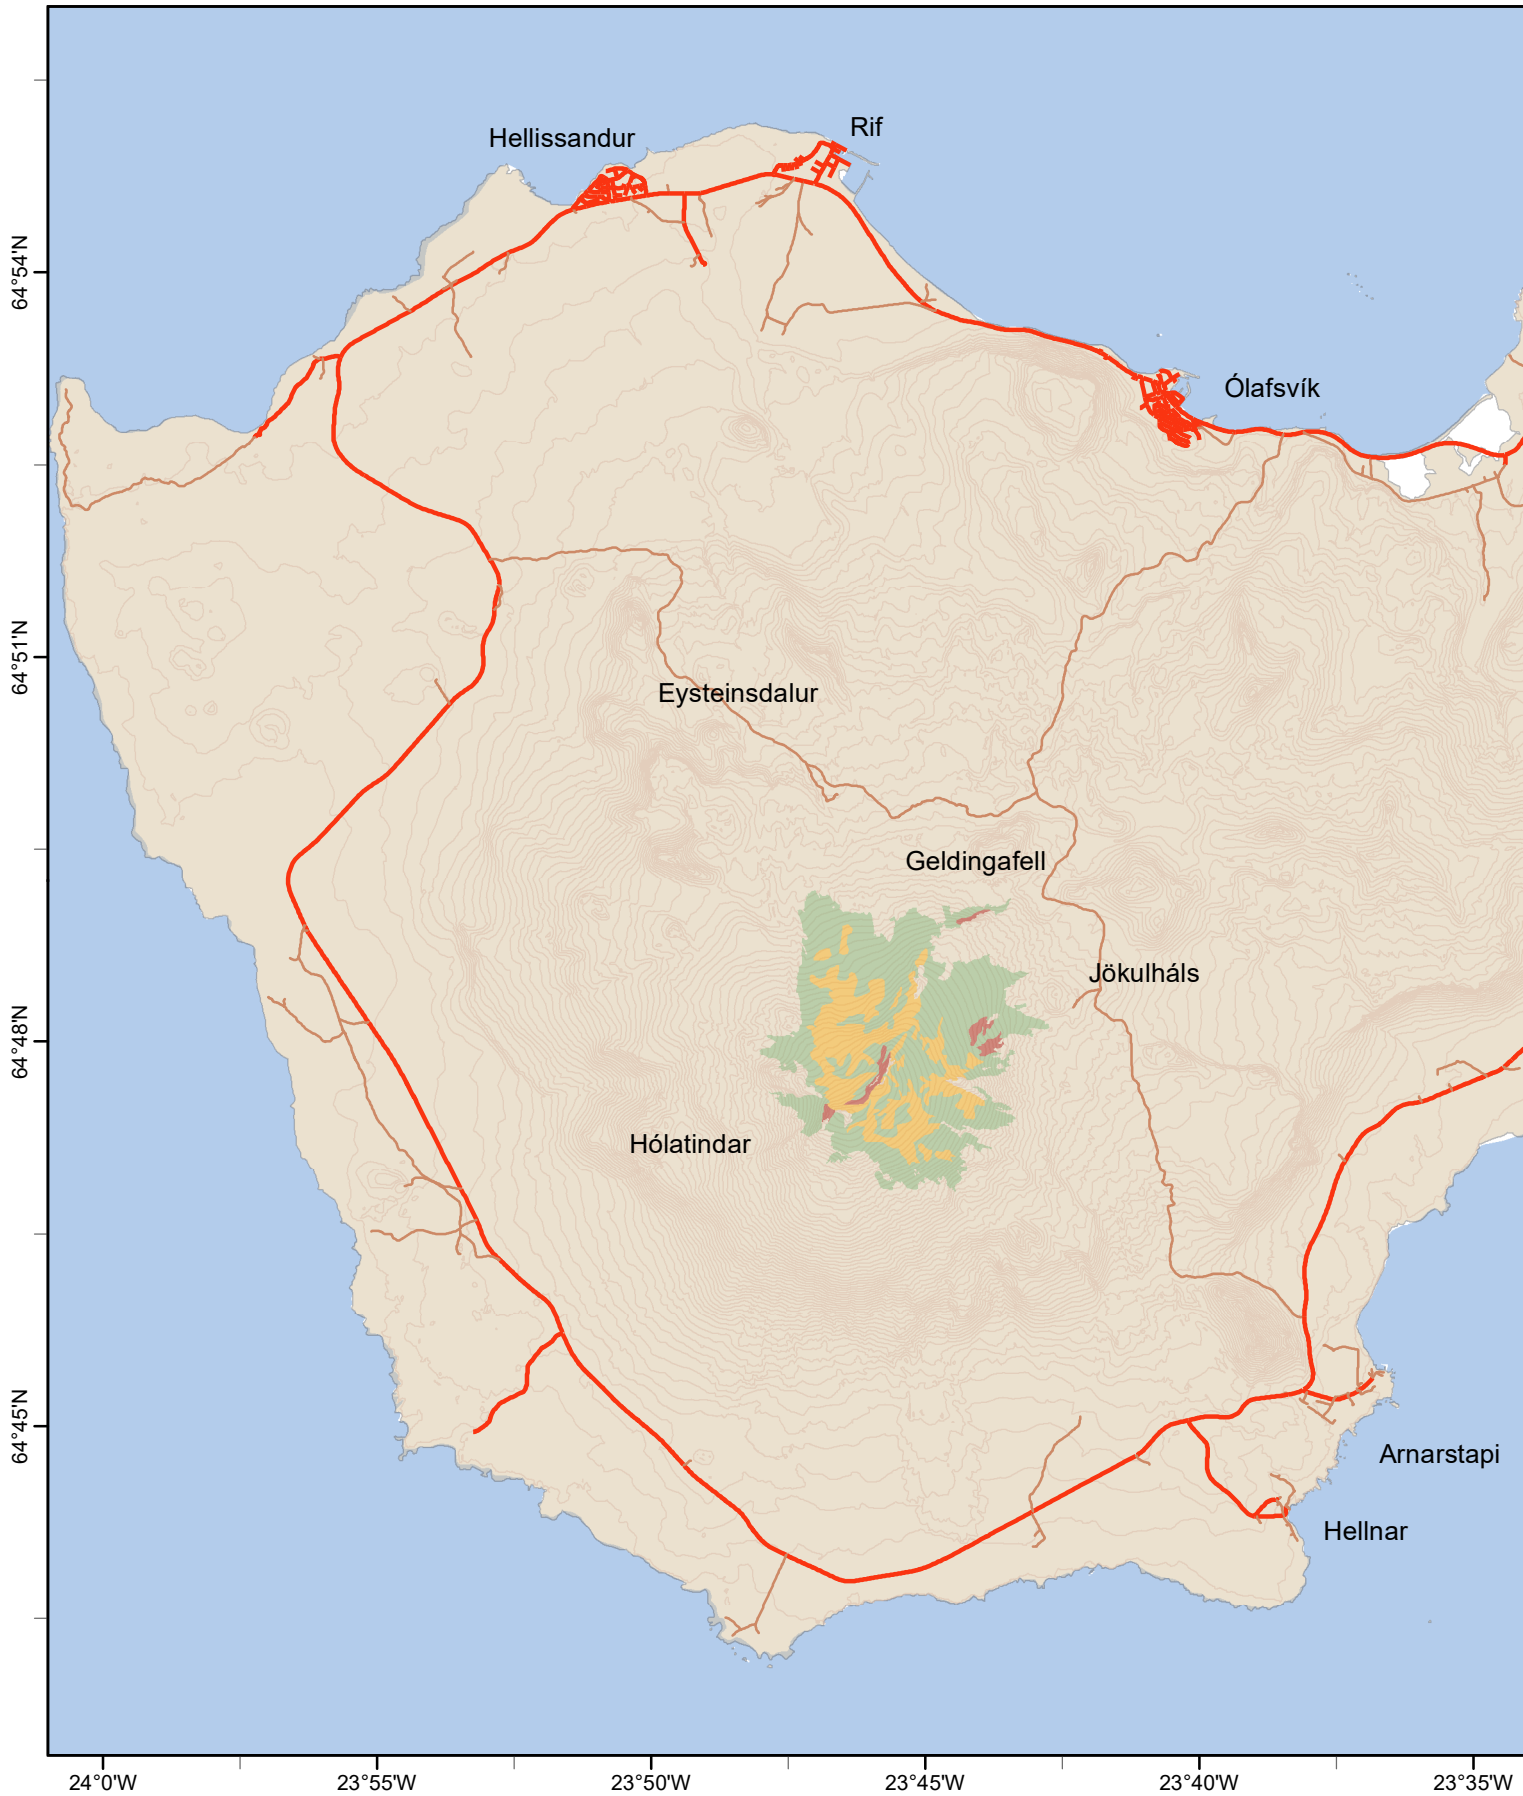 Rif
Hellissandur
64°54'N
Ólafsvík
64°51'N
Eysteinsdalur
Geldingafell
Jökulháls
64°48'N
Hólatindar
64°45'N
Arnarstapi
Hellnar
24°0'W
23°55'W
23°50'W
23°45'W
23°40'W
23°35'W